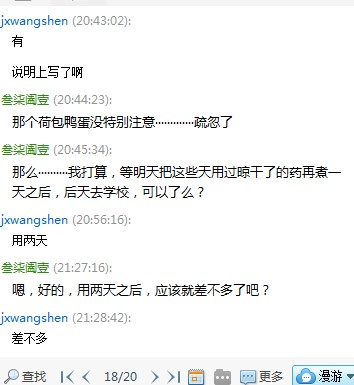 jxwangshen (20:43:02):
有
说明上写了啊
叁柒阖壹 (20:44:23):
那个荷包鸭蛋没特别注意·············疏忽了
叁柒阖壹 (20:45:34):
那么··········我打算，等明天把这些天用过晾干了的药再煮一
天之后，后天去学校，可以了么？
jxwangshen (20:56:16):
用两天
叁柒阖壹 (21:27:16):
嗯，好的，用两天之后，应该就差不多了吧？
jxwangshen (21:28:42):
差不多
查找 18/20 更多 漫游